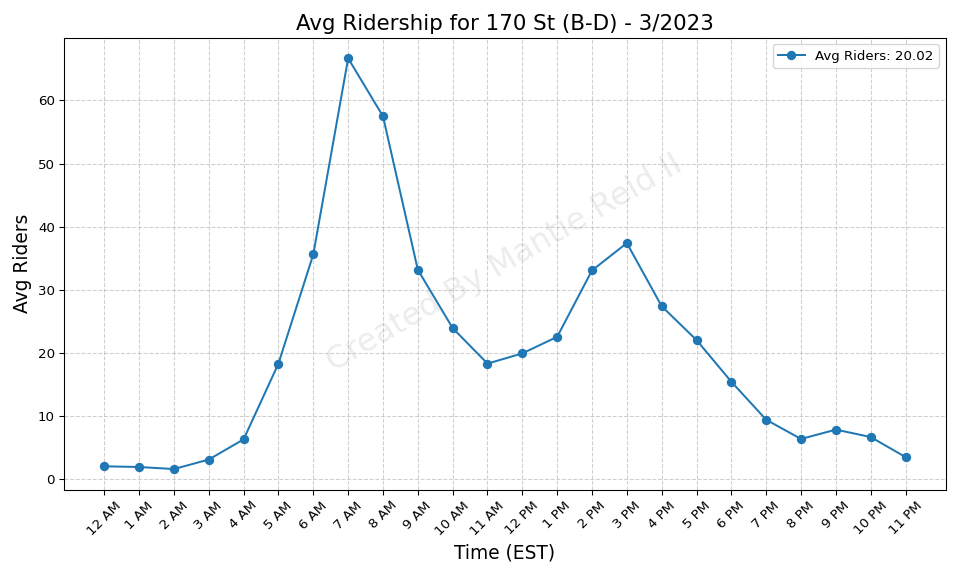 Avg Ridership for 170 St (B-D) - 3/2023
Avg Riders: 20.02
60
50
40
30
20
10
0
Avg Riders
Created By Mantie Reid II
12 AM 1 AM 2 AM 3 AM 4 AM 5 AM 6 AM 7 AM 8 AM 9 AM 10 AM 11 AM 12 PM 1 PM 2 PM 3 PM 4 PM 5 PM 6 PM 7 PM 8 PM 9 PM 10 PM 11 PM
Time (EST)